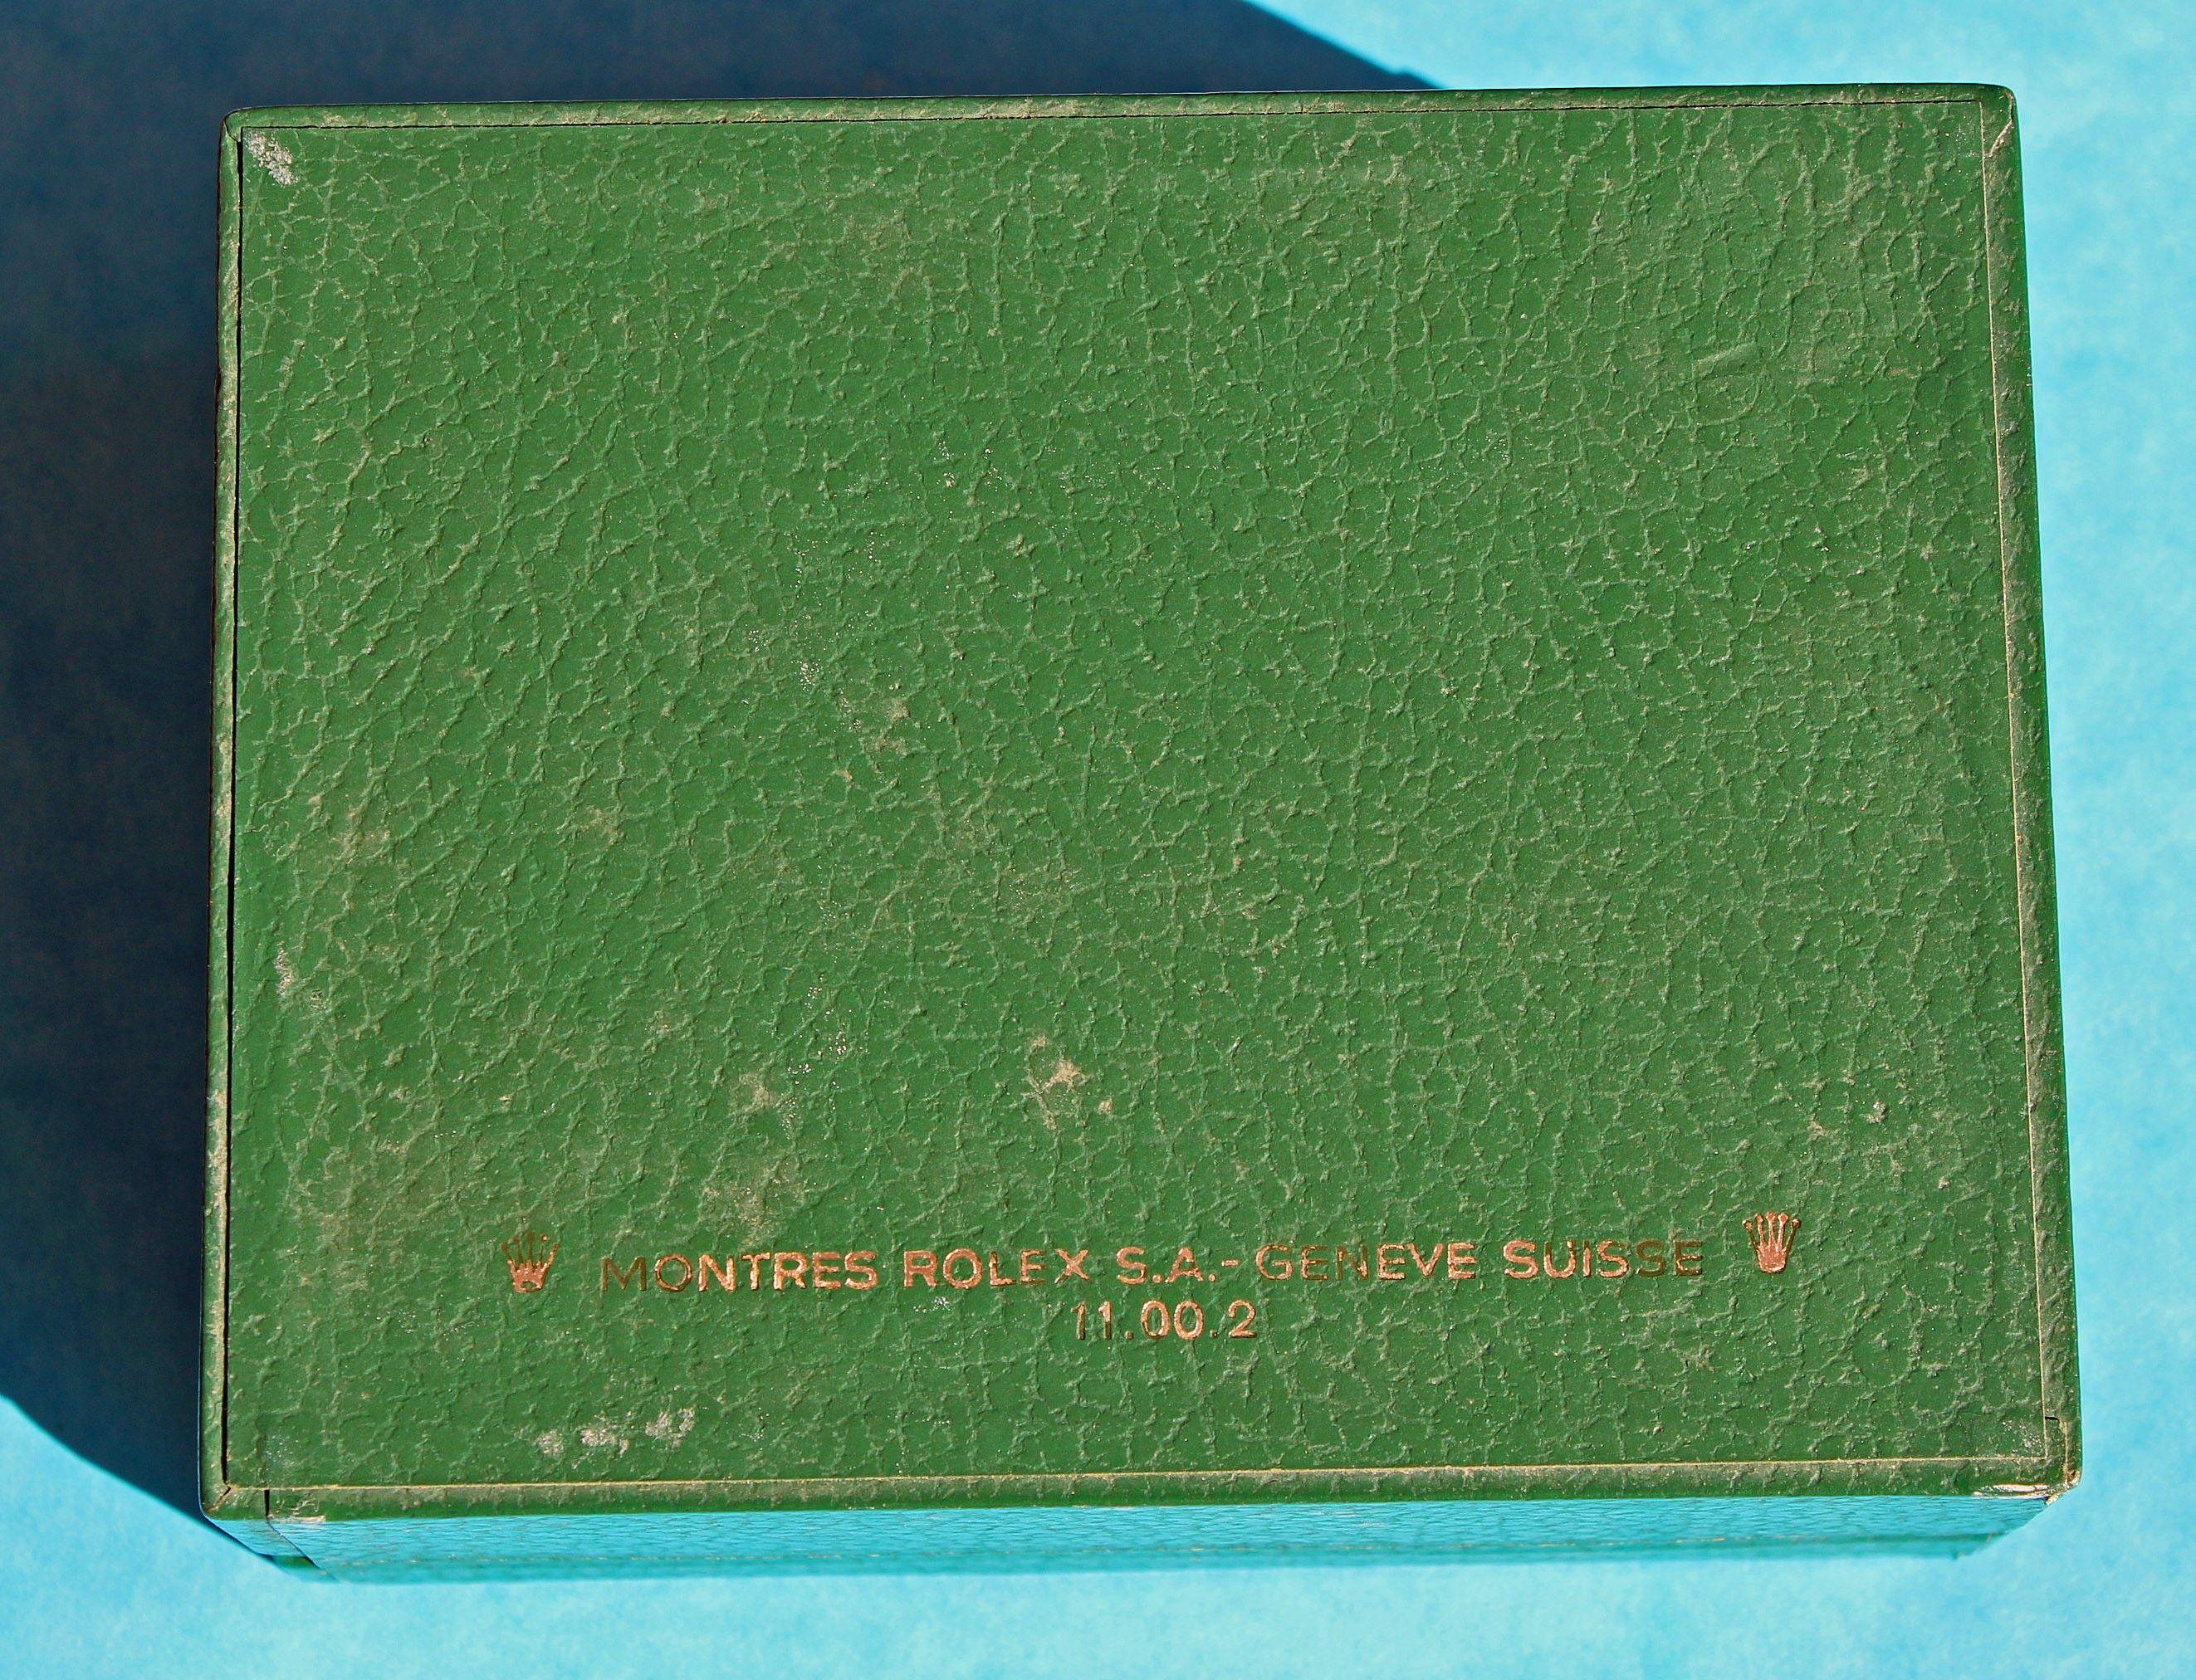 MONTRES ROLEX S.A.-GENEVE SUISSE
11.00.2